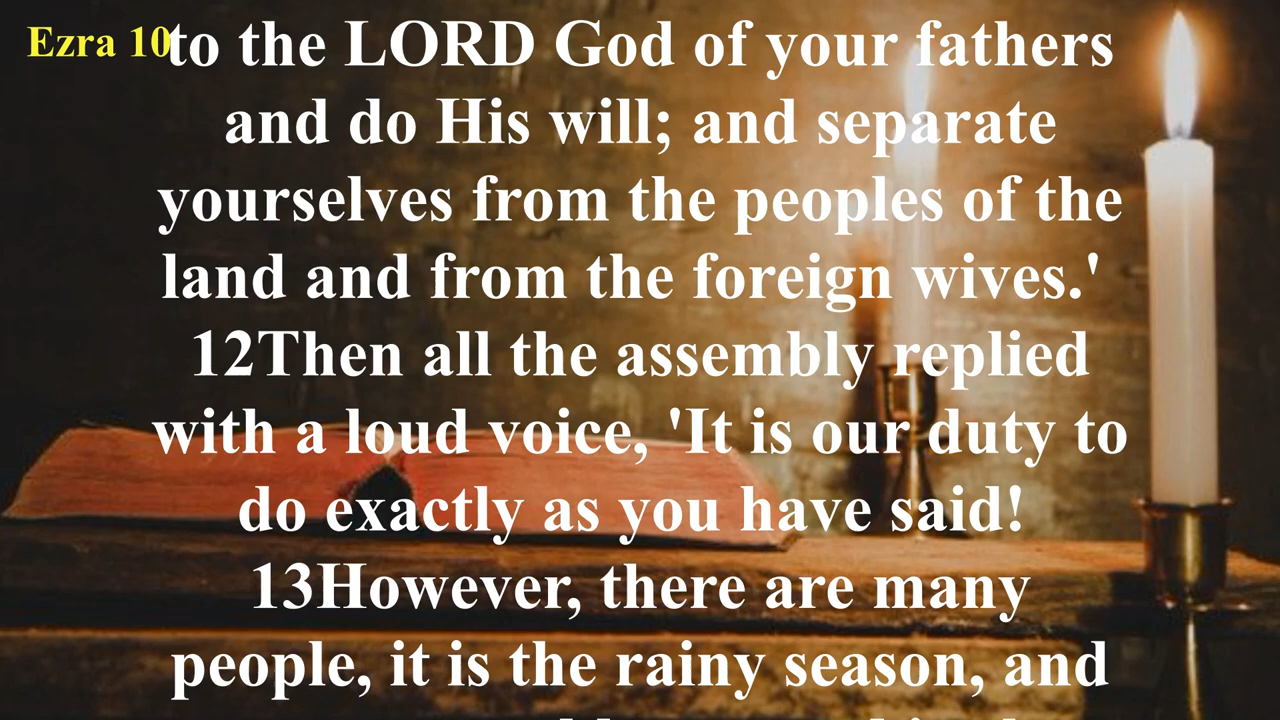 Ezra 10
to the LORD God of your fathers
and do His will; and separate
yourselves from the peoples of the
land and from the foreign wives.'
12Then all the assembly replied
with a loud voice, 'It is our duty to
do exactly as you have said!
13However, there are many
people, it is the rainy season, and